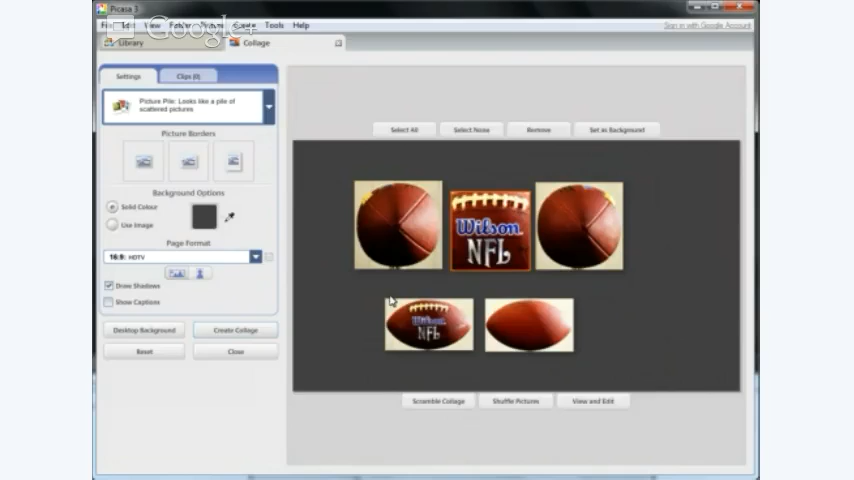 Picasa 3
File Edit View Folder Picture Create Tools Help
Google+
Sign in with Google Account
Library
Collage
Settings
Clips (0)
Picture Pile: Looks like a pile of
scattered pictures
Picture Borders
Background Options
Solid Colour
Use Image
Page Format
16:9: HDTV
Draw Shadows
Show Captions
Desktop Background
Create Collage
Reset
Close
Select All
Select None
Remove
Set as Background
Wilson
NFL
Wilson
NFL
Scramble Collage
Shuffle Pictures
View and Edit